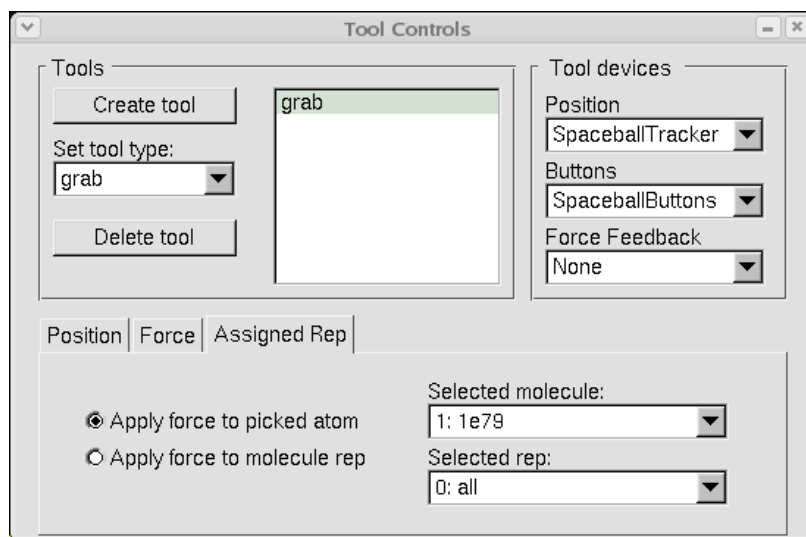 Tool Controls
Tools
Create tool
Set tool type:
grab
Delete tool
grab
Tool devices
Position
SpaceballTracker
Buttons
SpaceballButtons
Force Feedback
None
Position
Force
Assigned Rep
Apply force to picked atom
Apply force to molecule rep
Selected molecule:
1: 1e79
Selected rep:
0: all